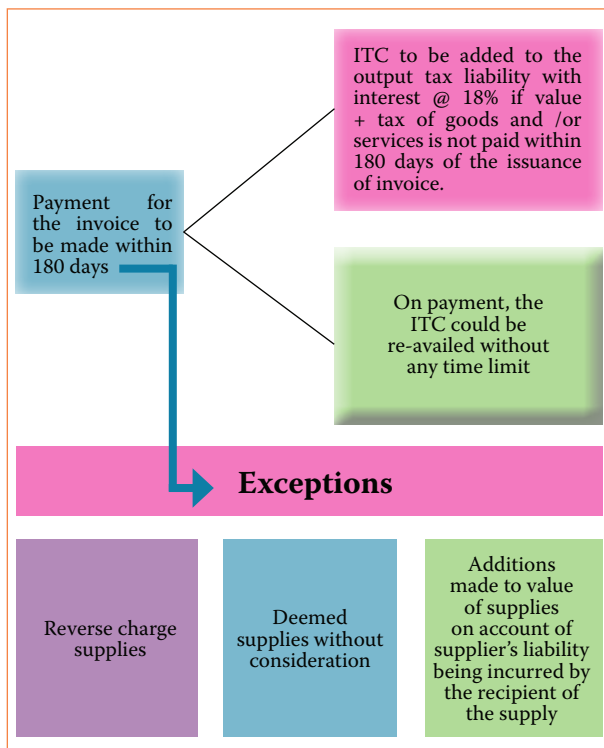 ITC to be added to the
output tax liability with
interest @ 18% if value
+ tax of goods and /or
services is not paid within
180 days of the issuance
of invoice.
Payment for
the invoice to
be made within
180 days
On payment, the
ITC could be
re-availed without
any time limit
Exceptions
Reverse charge
supplies
Deemed
supplies without
consideration
Additions
made to value
of supplies
on account of
supplier's liability
being incurred by
the recipient of
the supply